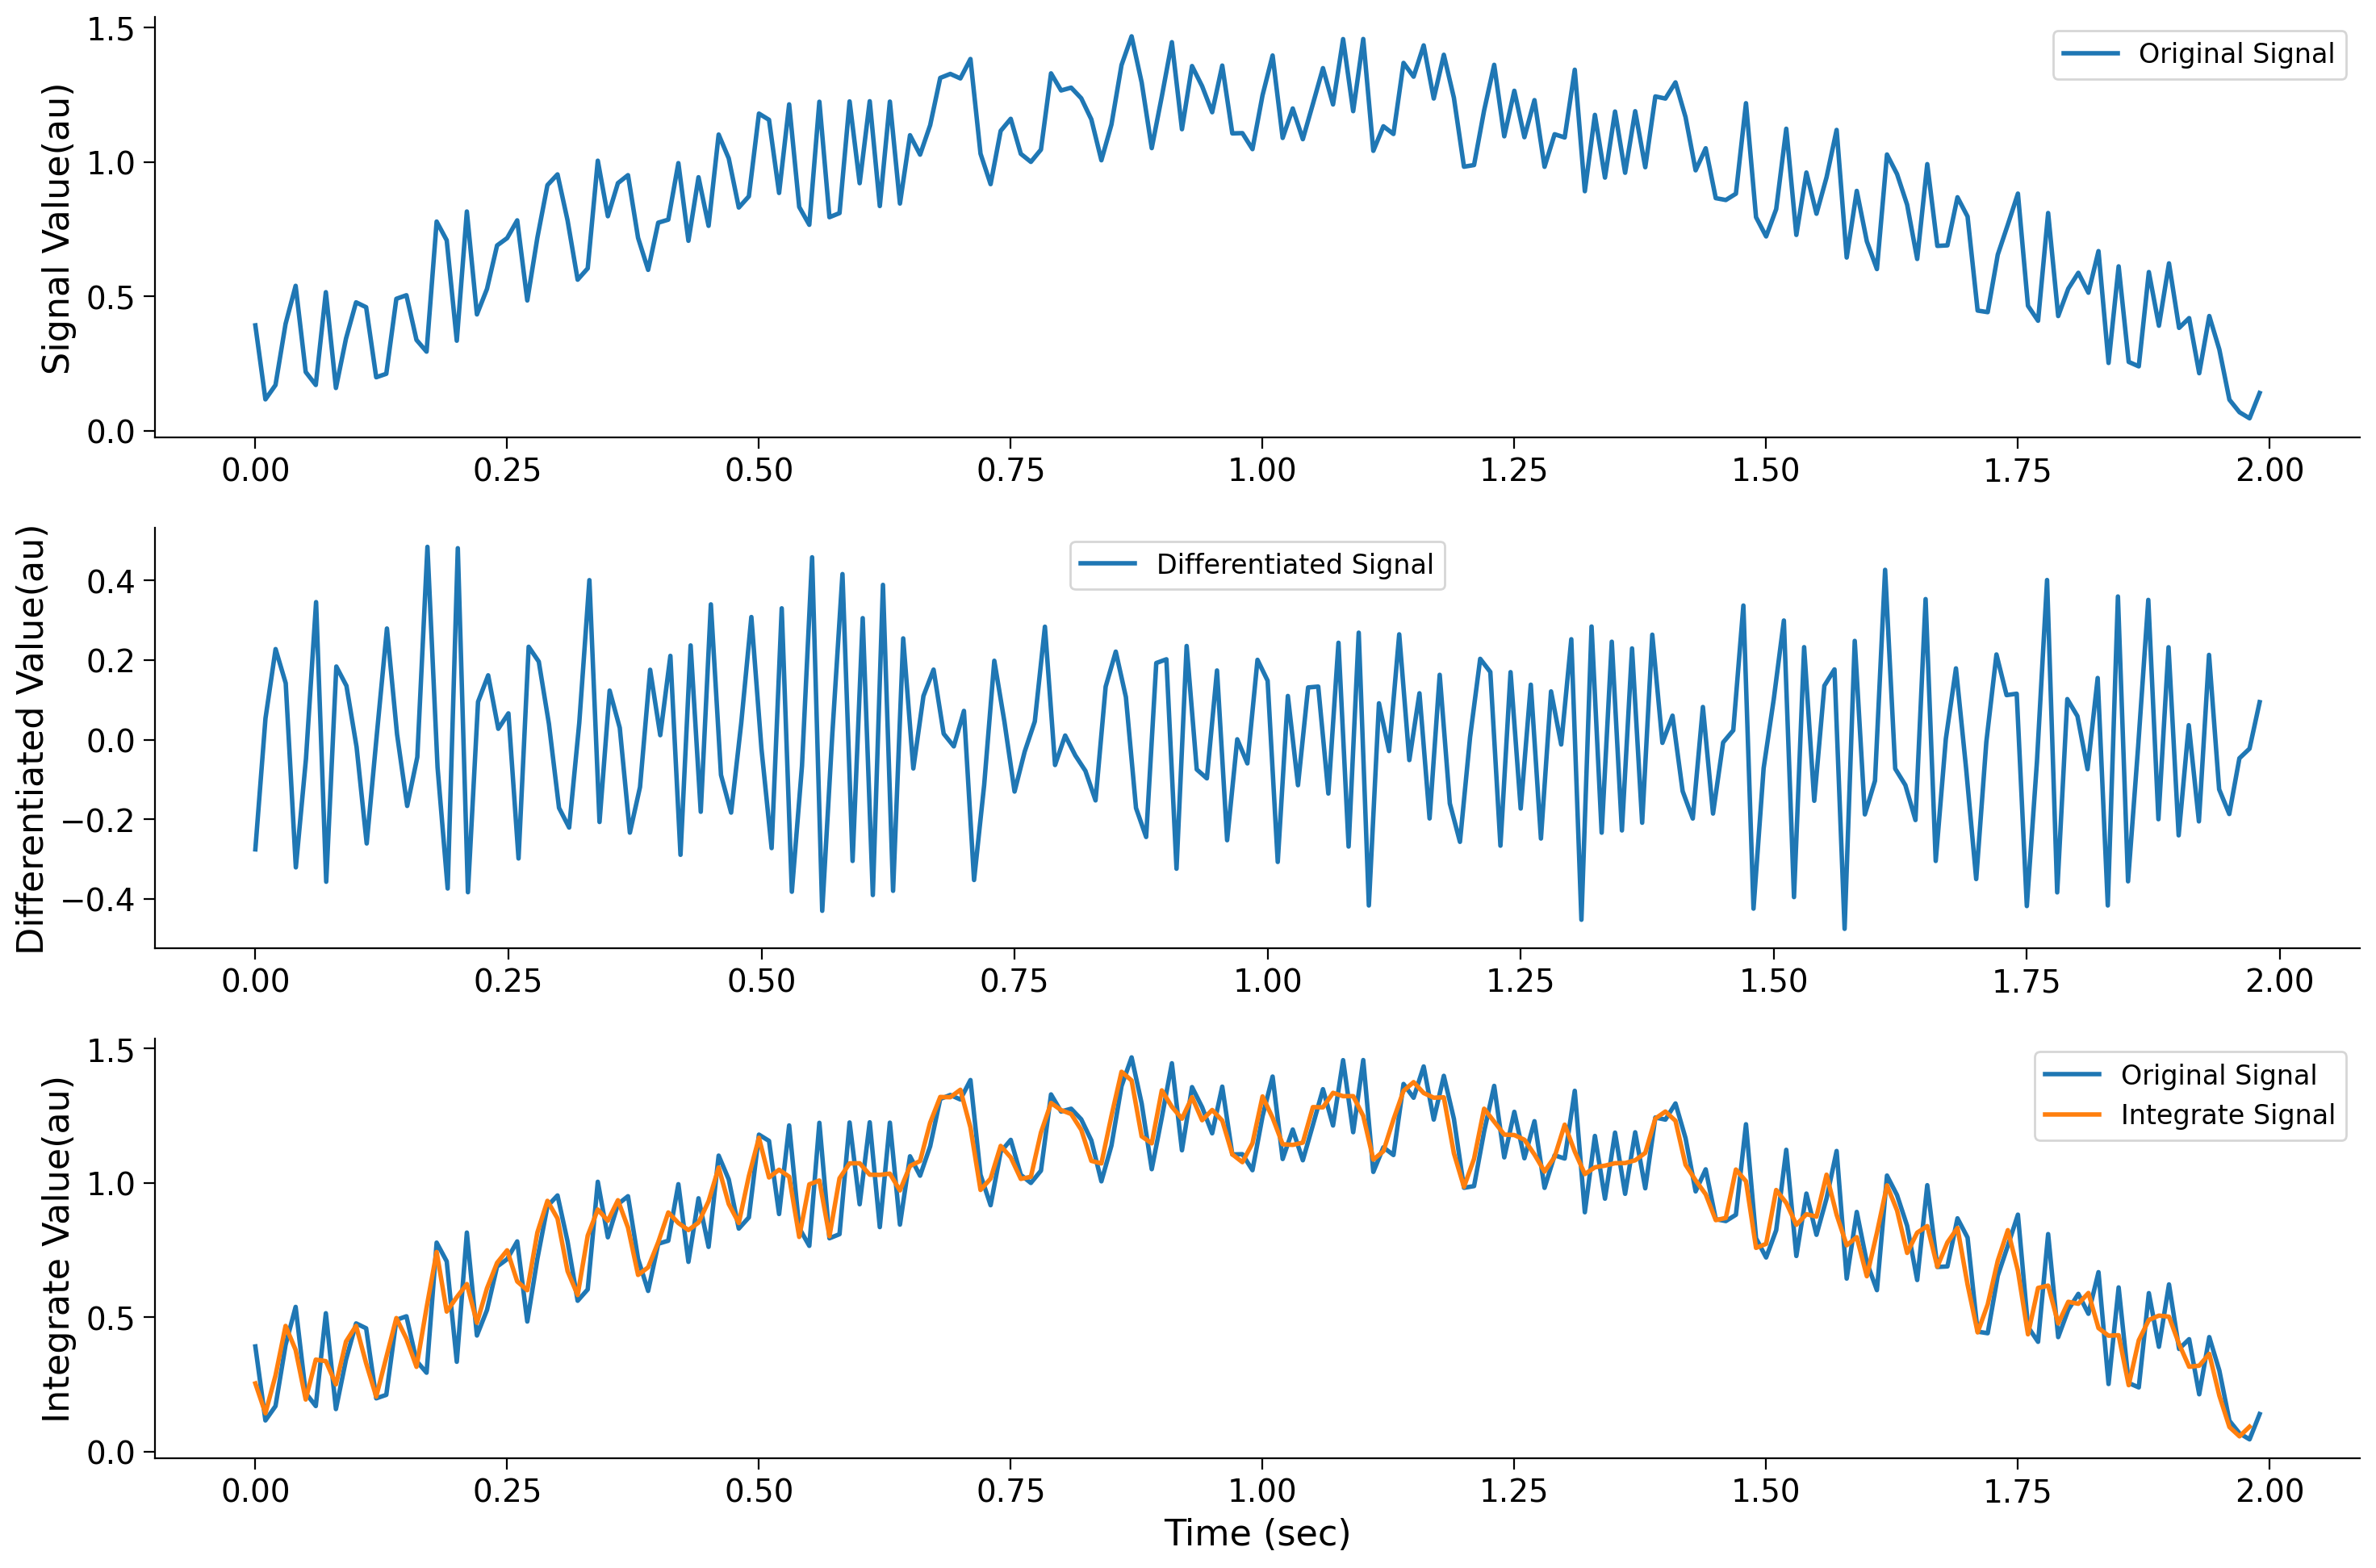 Signal Value(au)
1.5
1.0
0.5
0.0
Original Signal
0.00 0.25 0.50 0.75 1.00 1.25 1.50 1.75 2.00
Differentiated Value(au)
0.4
0.2
0.0
−0.2
−0.4
Differentiated Signal
0.00 0.25 0.50 0.75 1.00 1.25 1.50 1.75 2.00
Integrate Value(au)
1.5
1.0
0.5
0.0
Original Signal
Integrate Signal
0.00 0.25 0.50 0.75 1.00 1.25 1.50 1.75 2.00
Time (sec)